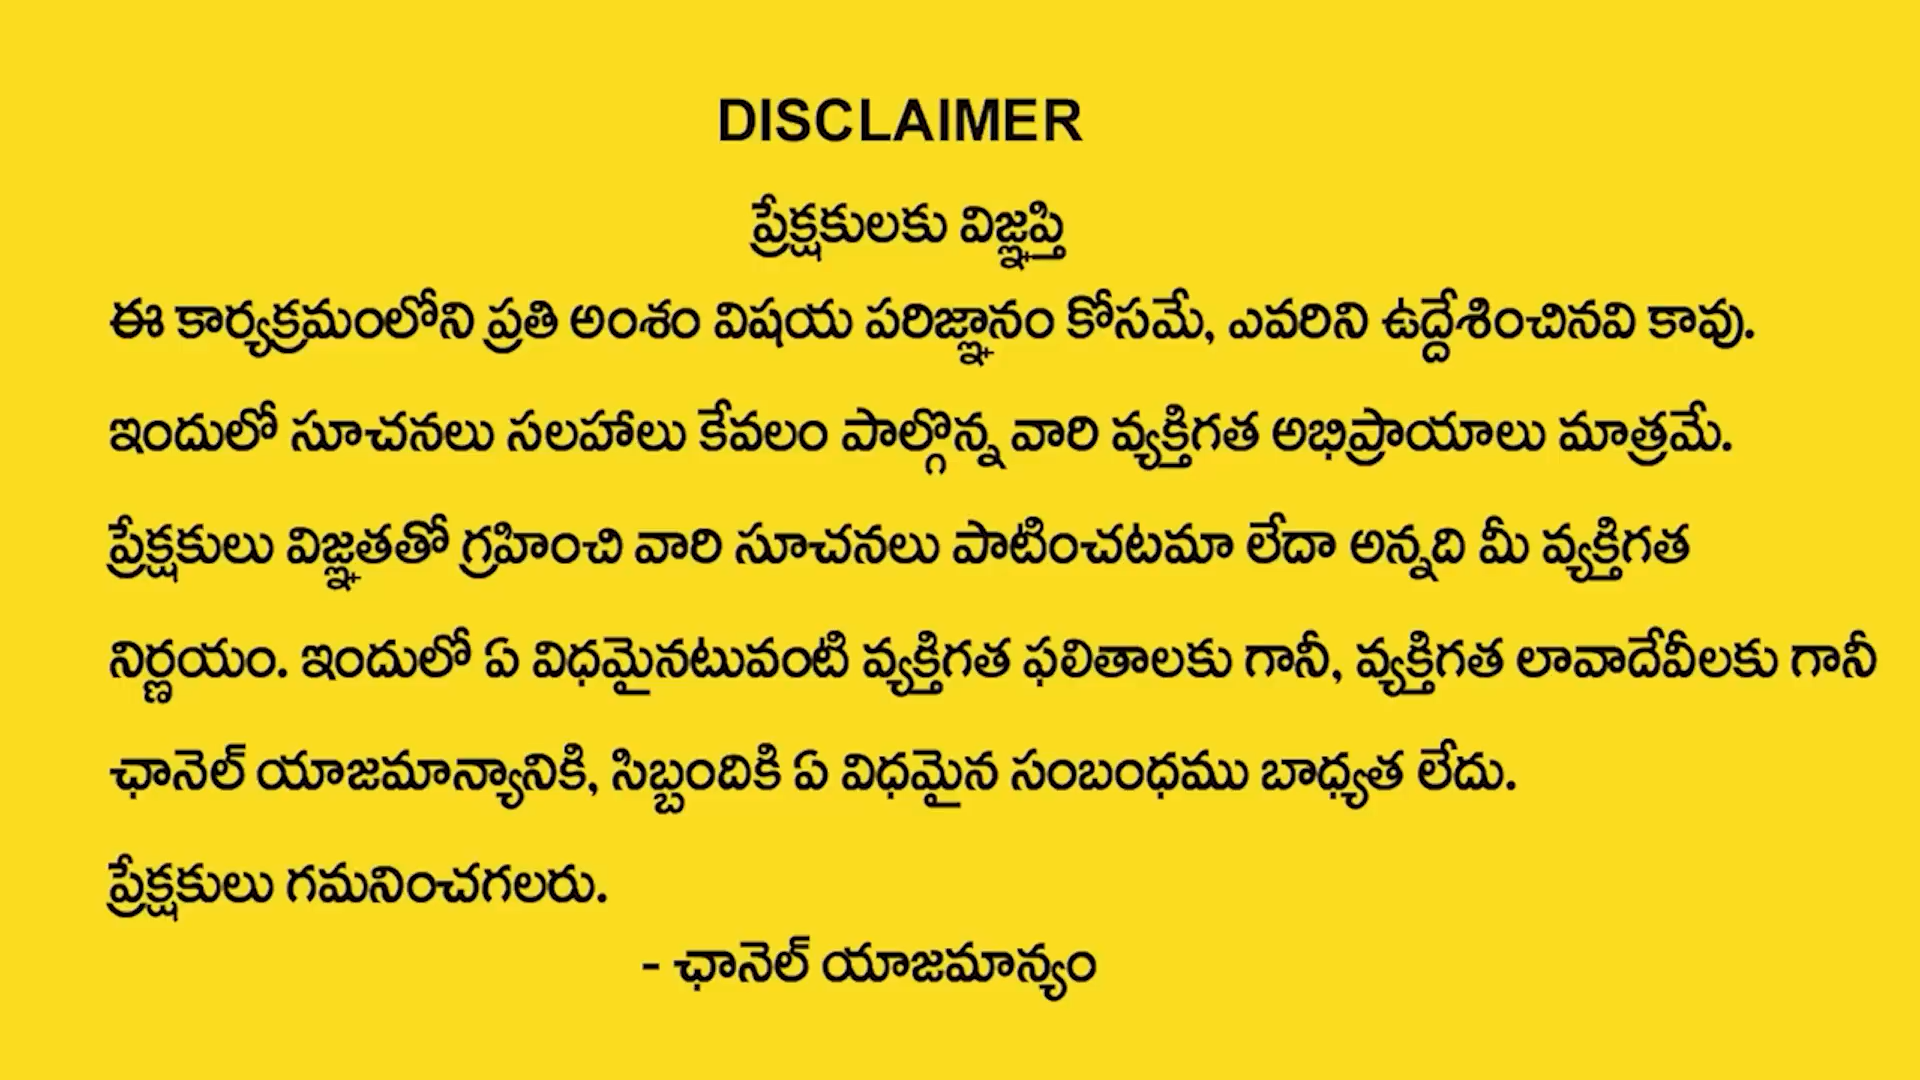 DISCLAIMER
ప్రేక్షకులకు విజ్ఞప్తి
ఈ కార్యక్రమంలోని ప్రతి అంశం విషయ పరిజ్ఞానం కోసమే, ఎవరిని ఉద్దేశించినవి కావు.
ఇందులో సూచనలు సలహాలు కేవలం పాల్గొన్న వారి వ్యక్తిగత అభిప్రాయాలు మాత్రమే.
ప్రేక్షకులు విజ్ఞతతో గ్రహించి వారి సూచనలు పాటించటమా లేదా అన్నది మీ వ్యక్తిగత
నిర్ణయం. ఇందులో ఏ విధమైనటువంటి వ్యక్తిగత ఫలితాలకు గానీ, వ్యక్తిగత లావాదేవీలకు గానీ
ఛానెల్ యాజమాన్యానికి, సిబ్బందికి ఏ విధమైన సంబంధము బాధ్యత లేదు.
ప్రేక్షకులు గమనించగలరు.
- ఛానెల్ యాజమాన్యం